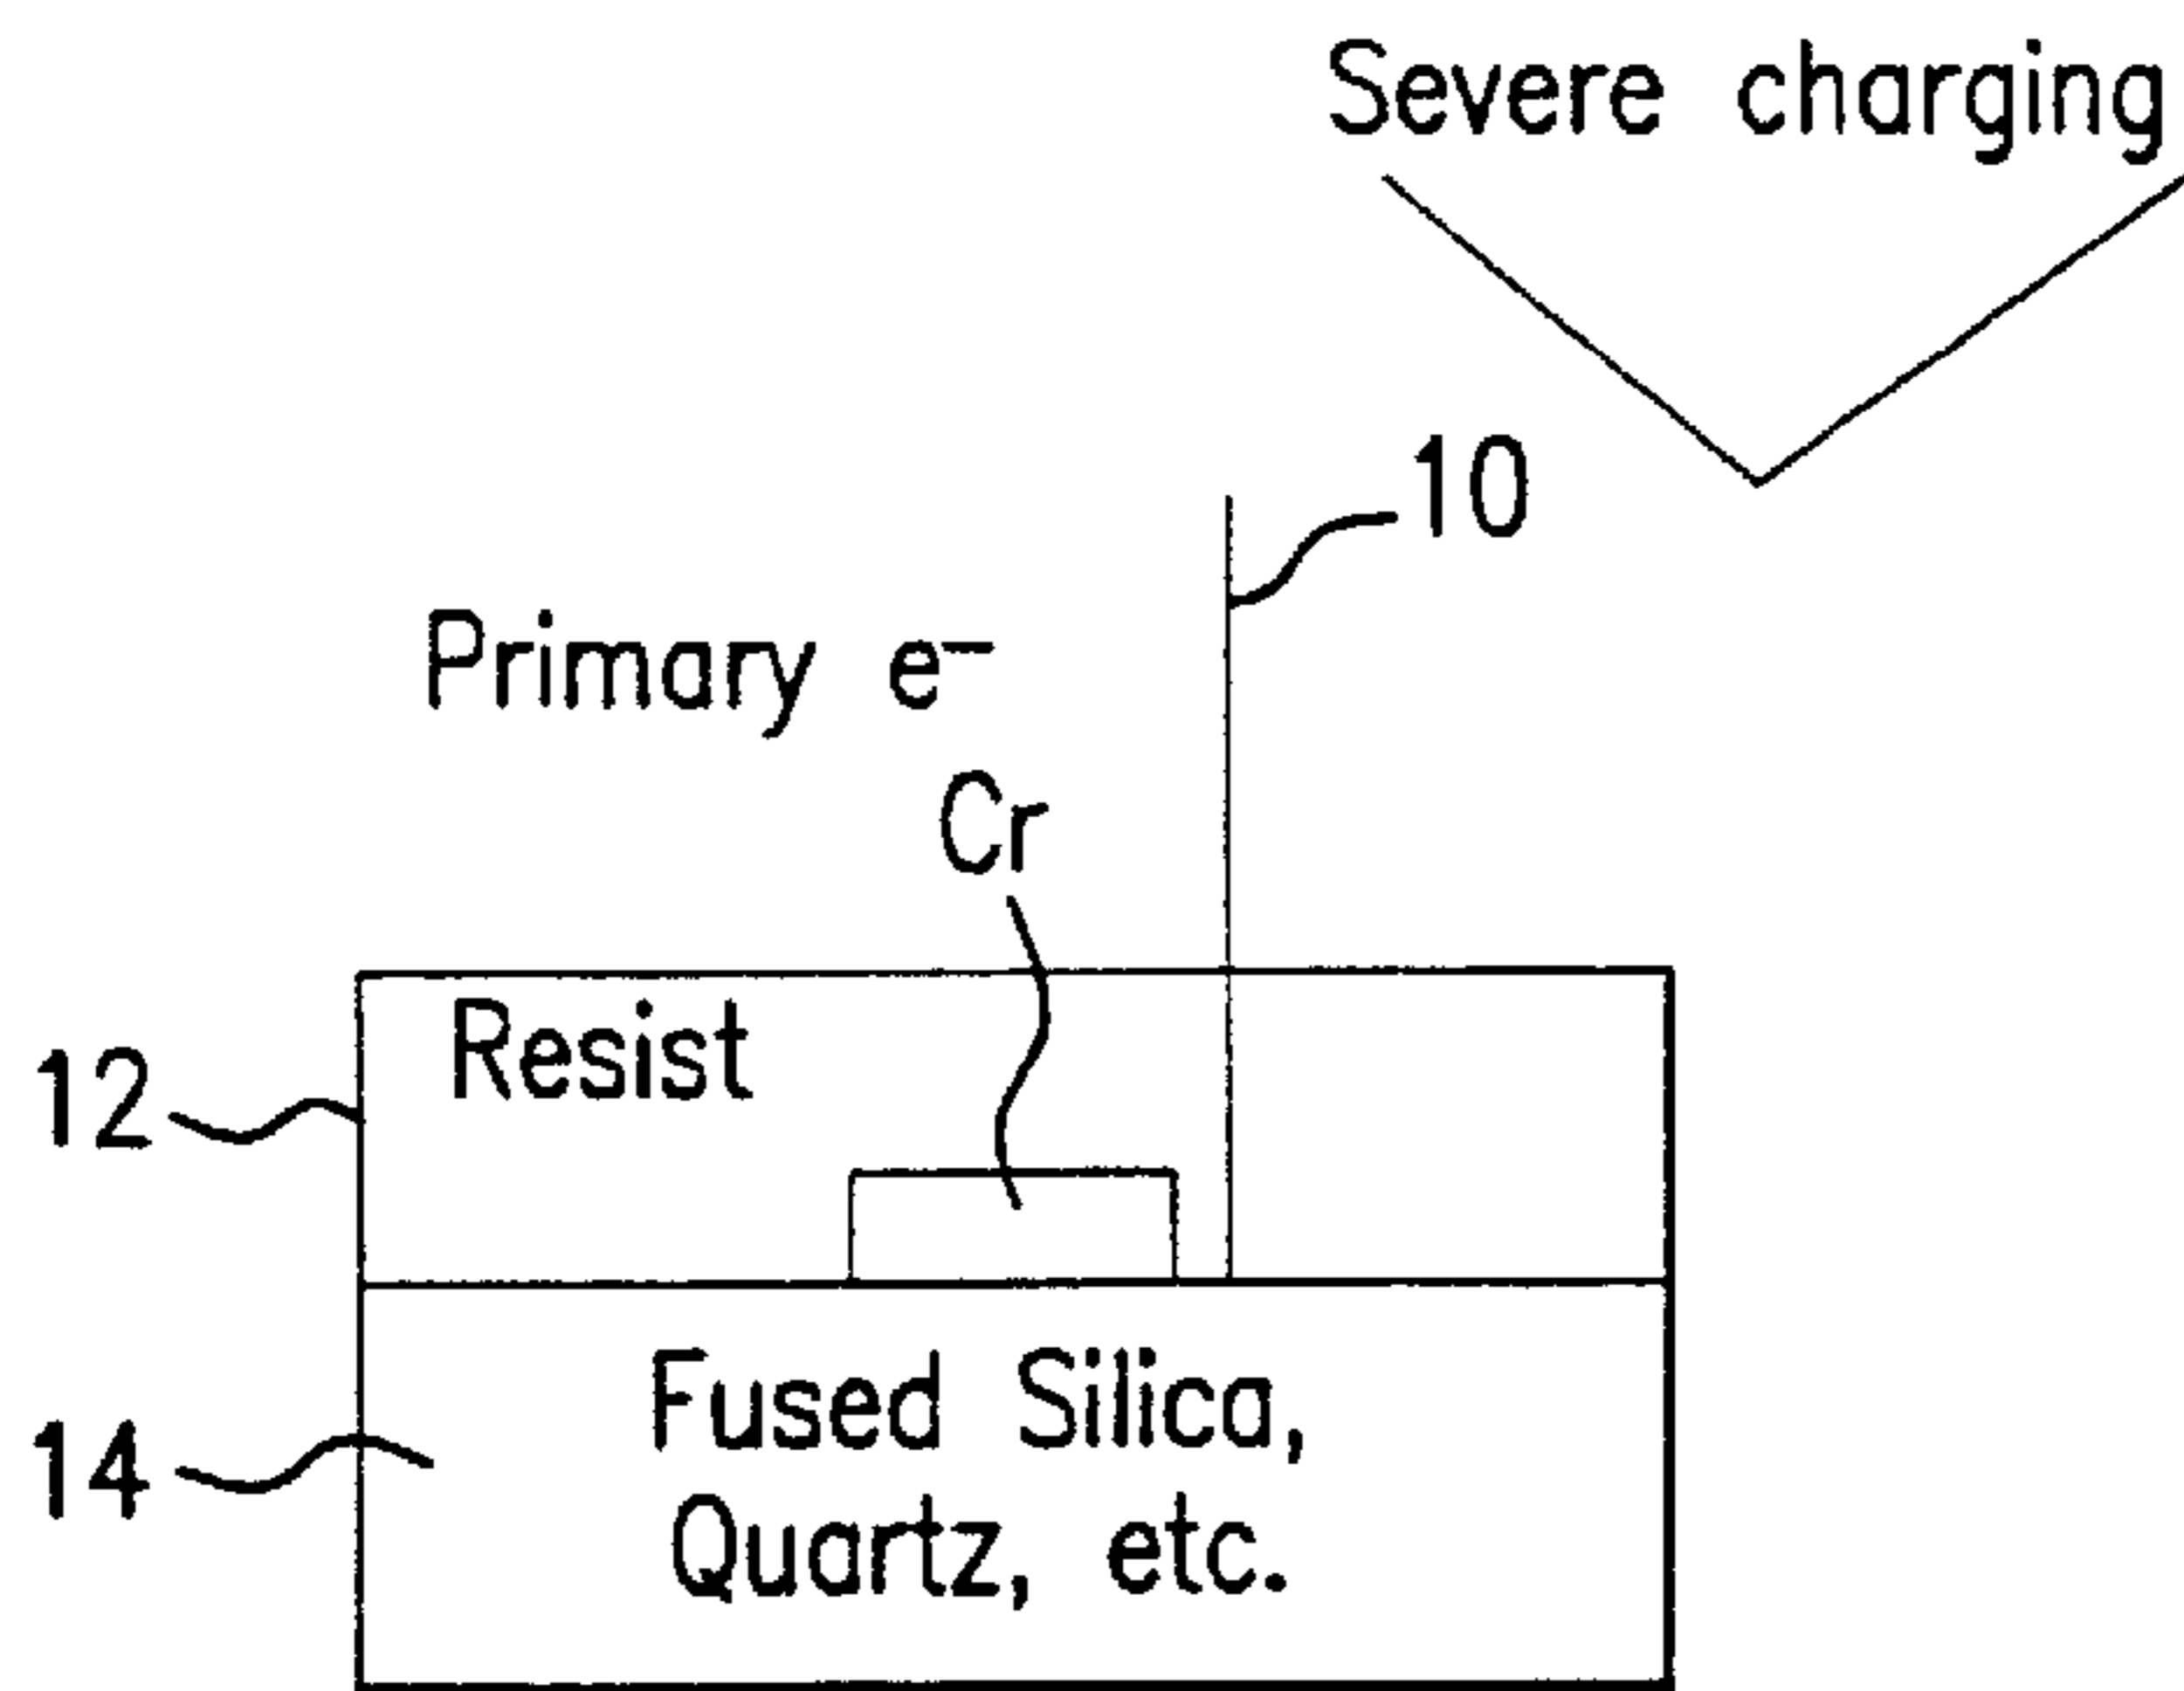 Severe charging
10
Primary e⁻
Cr
Resist
12
Fused Silica,
14
Quartz, etc.